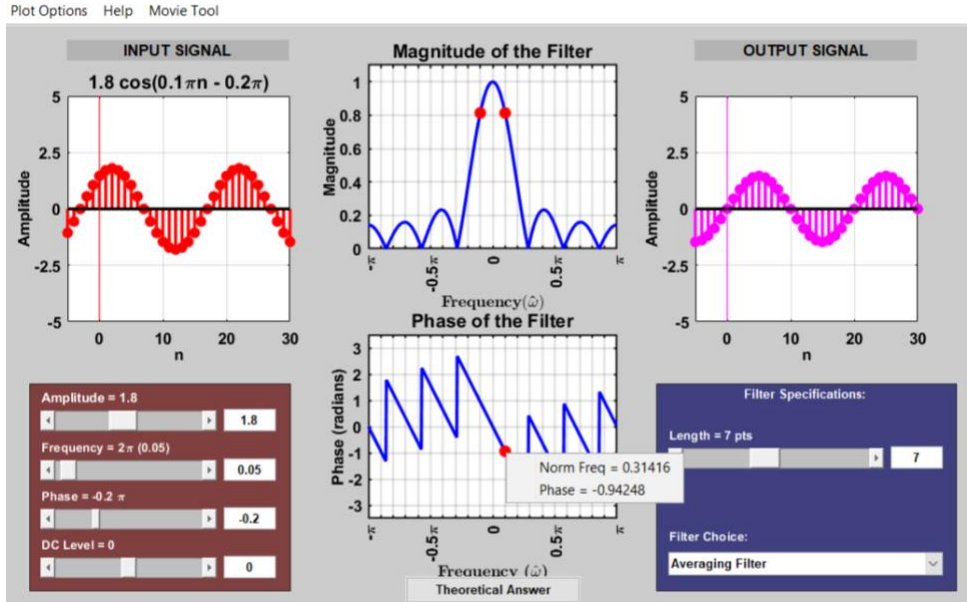 Plot Options Help Movie Tool
INPUT SIGNAL
1.8 cos(0.1πn - 0.2π)
5
2.5
0
-2.5
-5
Amplitude
0 10 20 30
n
Magnitude of the Filter
1
0.8
0.6
0.4
0.2
0
Magnitude
-π -0.5π 0 0.5π π
Frequency(ω̂)
Phase of the Filter
3
2
1
0
-1
-2
-3
Phase (radians)
Norm Freq = 0.31416
Phase = -0.94248
-π -0.5π 0 0.5π π
Frequency (ω̂)
Theoretical Answer
OUTPUT SIGNAL
5
2.5
0
-2.5
-5
Amplitude
0 10 20 30
n
Amplitude = 1.8
1.8
Frequency = 2π (0.05)
0.05
Phase = -0.2 π
-0.2
DC Level = 0
0
Filter Specifications:
Length = 7 pts
7
Filter Choice:
Averaging Filter